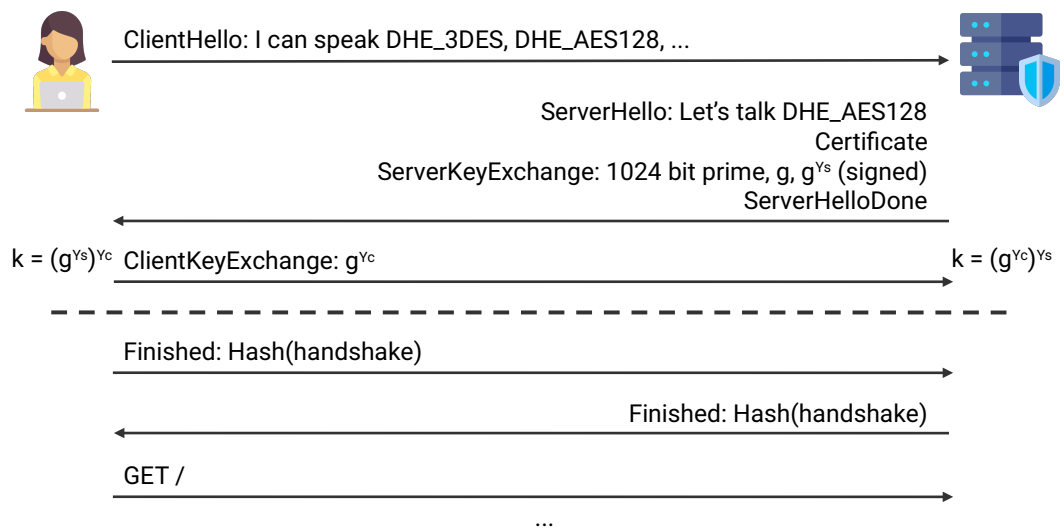 ClientHello: I can speak DHE_3DES, DHE_AES128, ...
ServerHello: Let’s talk DHE_AES128
Certificate
ServerKeyExchange: 1024 bit prime, g, g^Ys (signed)
ServerHelloDone
k = (g^Ys)^Yc
ClientKeyExchange: g^Yc
k = (g^Yc)^Ys
Finished: Hash(handshake)
Finished: Hash(handshake)
GET /
...